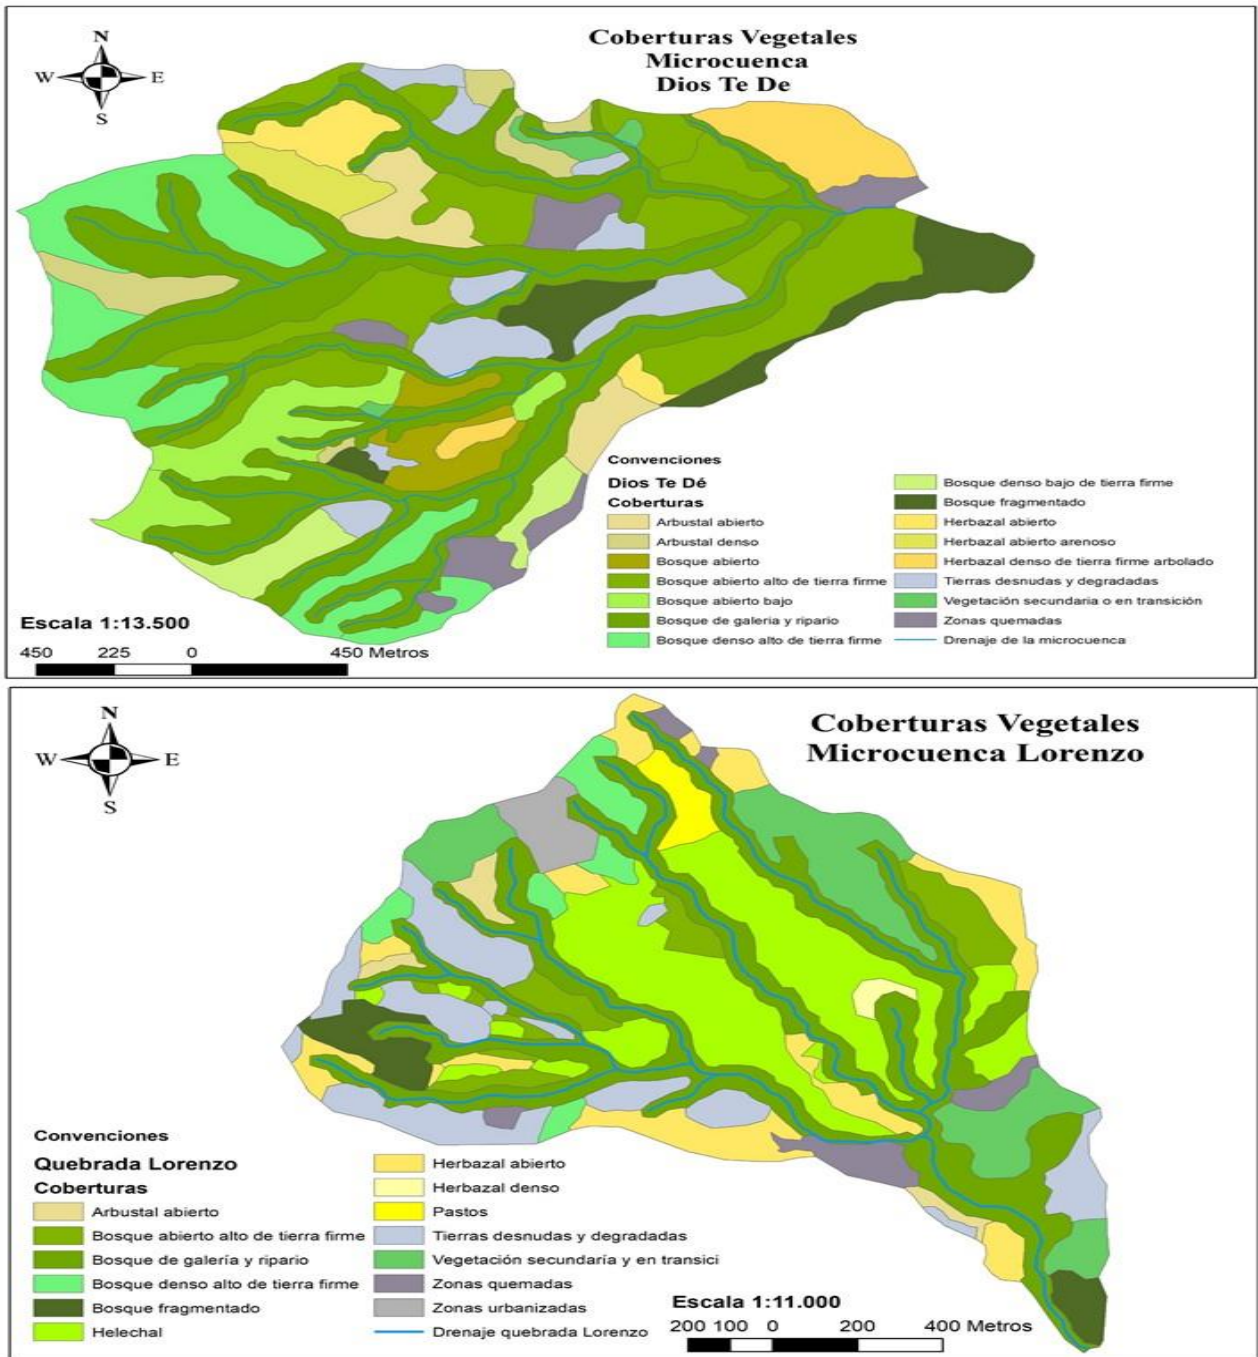 Coberturas Vegetales
Microcuenca
Dios Te De
N
W E
S
Convenciones
Dios Te Dé
Coberturas
Arbustal abierto
Arbustal denso
Bosque abierto
Bosque abierto alto de tierra firme
Bosque abierto bajo
Bosque de galería y ripario
Bosque denso alto de tierra firme
Bosque denso bajo de tierra firme
Bosque fragmentado
Herbazal abierto
Herbazal abierto arenoso
Herbazal denso de tierra firme arbolado
Tierras desnudas y degradadas
Vegetación secundaria o en transición
Zonas quemadas
Drenaje de la microcuenca
Escala 1:13.500
450 225 0 450 Metros
Coberturas Vegetales
Microcuenca Lorenzo
N
W E
S
Convenciones
Quebrada Lorenzo
Coberturas
Arbustal abierto
Bosque abierto alto de tierra firme
Bosque de galería y ripario
Bosque denso alto de tierra firme
Bosque fragmentado
Helechal
Herbazal abierto
Herbazal denso
Pastos
Tierras desnudas y degradadas
Vegetación secundaría y en transici
Zonas quemadas
Zonas urbanizadas
Drenaje quebrada Lorenzo
Escala 1:11.000
200 100 0 200 400 Metros